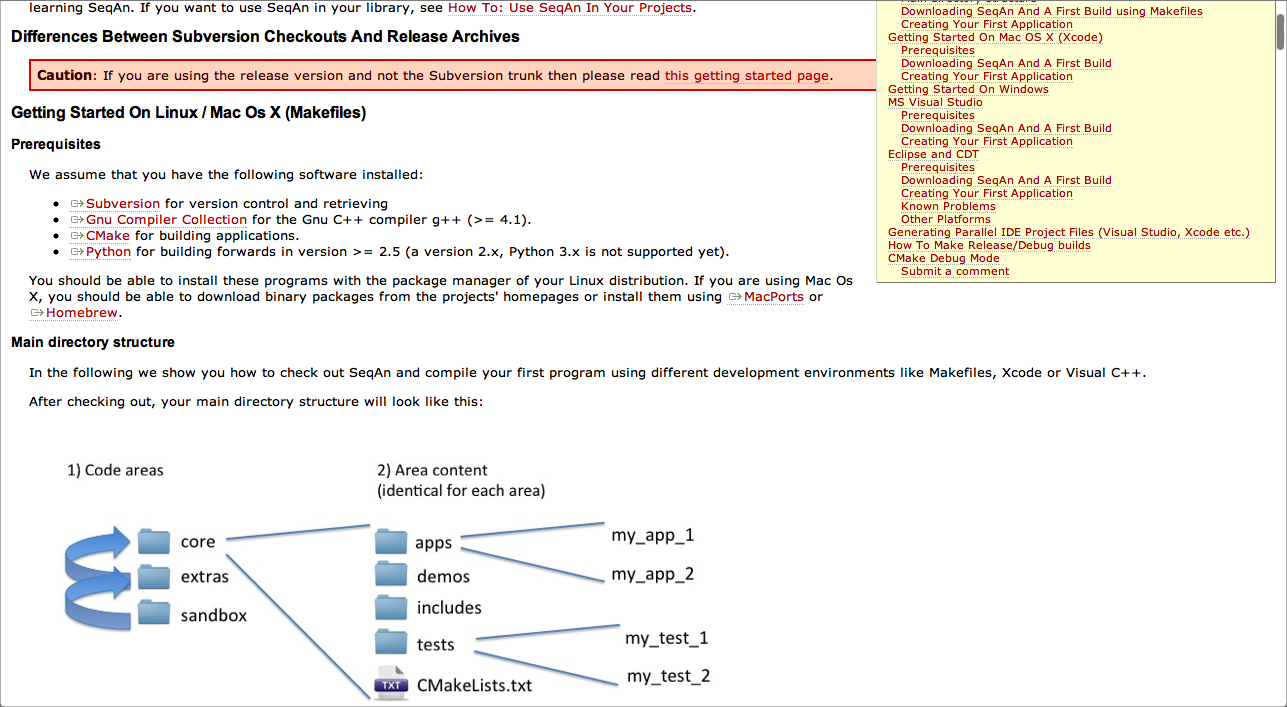 learning SeqAn. If you want to use SeqAn in your library, see How To: Use SeqAn In Your Projects.
Differences Between Subversion Checkouts And Release Archives
Caution: If you are using the release version and not the Subversion trunk then please read this getting started page.
Getting Started On Linux / Mac Os X (Makefiles)
Prerequisites
We assume that you have the following software installed:
Subversion for version control and retrieving
Gnu Compiler Collection for the Gnu C++ compiler g++ (>= 4.1).
CMake for building applications.
Python for building forwards in version >= 2.5 (a version 2.x, Python 3.x is not supported yet).
You should be able to install these programs with the package manager of your Linux distribution. If you are using Mac Os
X, you should be able to download binary packages from the projects' homepages or install them using MacPorts or
Homebrew.
Downloading SeqAn And A First Build using Makefiles
Creating Your First Application
Getting Started On Mac OS X (Xcode)
Prerequisites
Downloading SeqAn And A First Build
Creating Your First Application
Getting Started On Windows
MS Visual Studio
Prerequisites
Downloading SeqAn And A First Build
Creating Your First Application
Eclipse and CDT
Prerequisites
Downloading SeqAn And A First Build
Creating Your First Application
Known Problems
Other Platforms
Generating Parallel IDE Project Files (Visual Studio, Xcode etc.)
How To Make Release/Debug builds
CMake Debug Mode
Submit a comment
Main directory structure
In the following we show you how to check out SeqAn and compile your first program using different development environments like Makefiles, Xcode or Visual C++.
After checking out, your main directory structure will look like this:
1) Code areas
core
extras
sandbox
2) Area content
(identical for each area)
apps
demos
includes
tests
TXT CMakeLists.txt
my_app_1
my_app_2
my_test_1
my_test_2